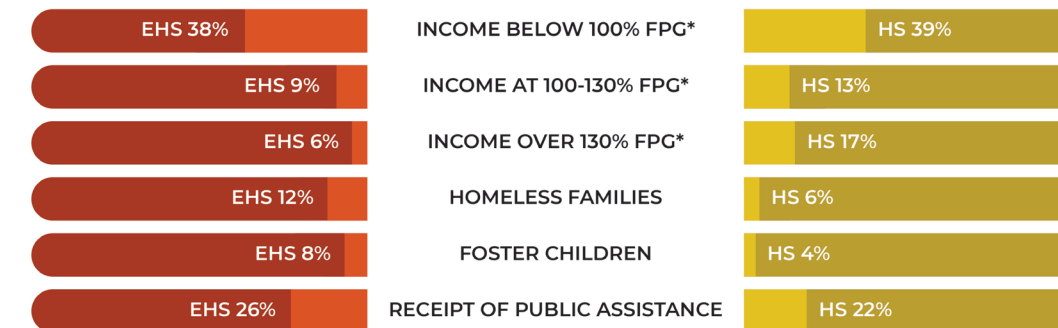 EHS 38% INCOME BELOW 100% FPG* HS 39%
EHS 9% INCOME AT 100-130% FPG* HS 13%
EHS 6% INCOME OVER 130% FPG* HS 17%
EHS 12% HOMELESS FAMILIES HS 6%
EHS 8% FOSTER CHILDREN HS 4%
EHS 26% RECEIPT OF PUBLIC ASSISTANCE HS 22%